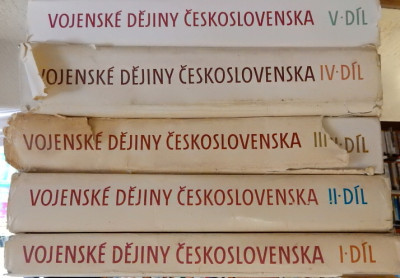 VOJENSKÉ DĚJINY ČESKOSLOVENSKA V·DÍL
VOJENSKÉ DĚJINY ČESKOSLOVENSKA IV·DÍL
VOJENSKÉ DĚJINY ČESKOSLOVENSKA III·DÍL
VOJENSKÉ DĚJINY ČESKOSLOVENSKA II·DÍL
VOJENSKÉ DĚJINY ČESKOSLOVENSKA I·DÍL